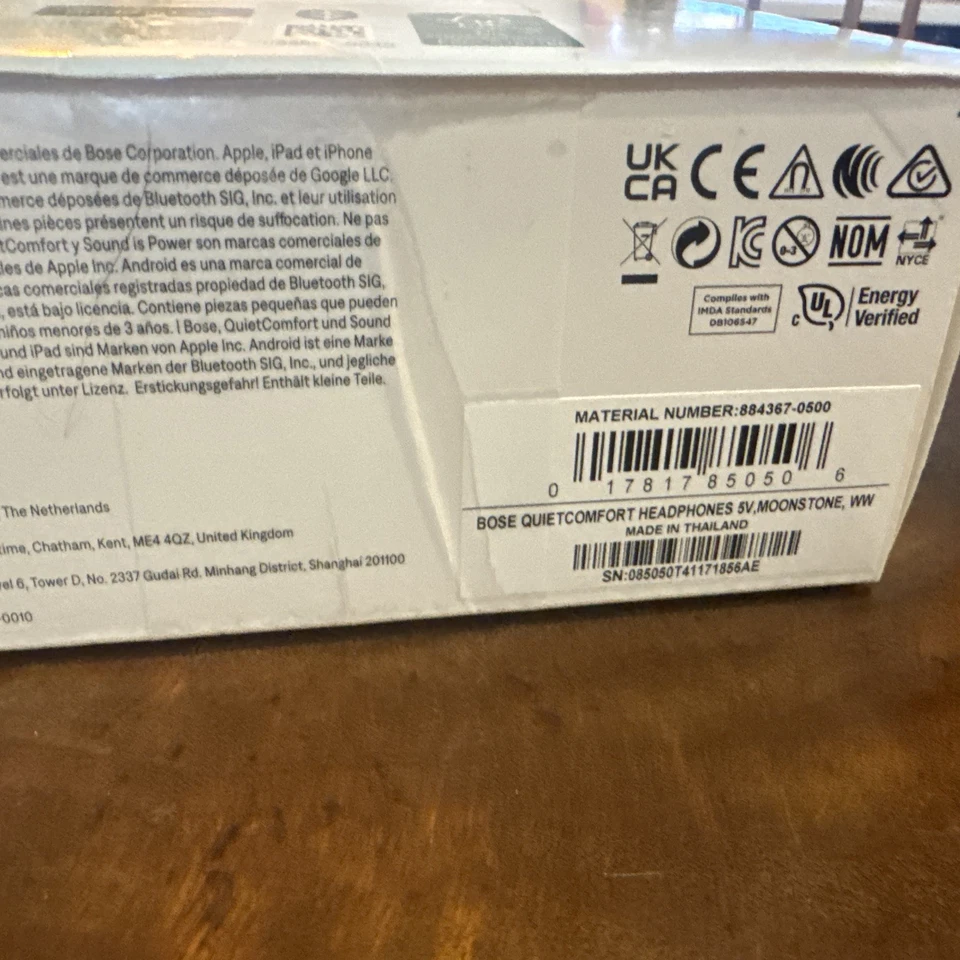 erciales de Bose Corporation. Apple, iPad et iPhone
est une marque de commerce déposée de Google LLC.
merce déposées de Bluetooth SIG, Inc. et leur utilisation
ines pièces présentent un risque de suffocation. Ne pas
tComfort y Sound is Power son marcas comerciales de
les de Apple Inc. Android es una marca comercial de
cas comerciales registradas propiedad de Bluetooth SIG,
, está bajo licencia. Contiene piezas pequeñas que pueden
niños menores de 3 años. | Bose, QuietComfort und Sound
und iPad sind Marken von Apple Inc. Android ist eine Marke
nd eingetragene Marken der Bluetooth SIG, Inc., und jegliche
rfolgt unter Lizenz. Erstickungsgefahr! Enthält kleine Teile.
The Netherlands
time, Chatham, Kent, ME4 4QZ, United Kingdom
vel 6, Tower D, No. 2337 Gudai Rd. Minhang District, Shanghai 201100
-0010
UK
CA CE
0-3 NOM NYCE
Complies with
IMDA Standards
DB106547
c UL Energy
Verified
MATERIAL NUMBER:884367-0500
0 17817 85050 6
BOSE QUIETCOMFORT HEADPHONES 5V,MOONSTONE, WW
MADE IN THAILAND
SN:085050T41171856AE